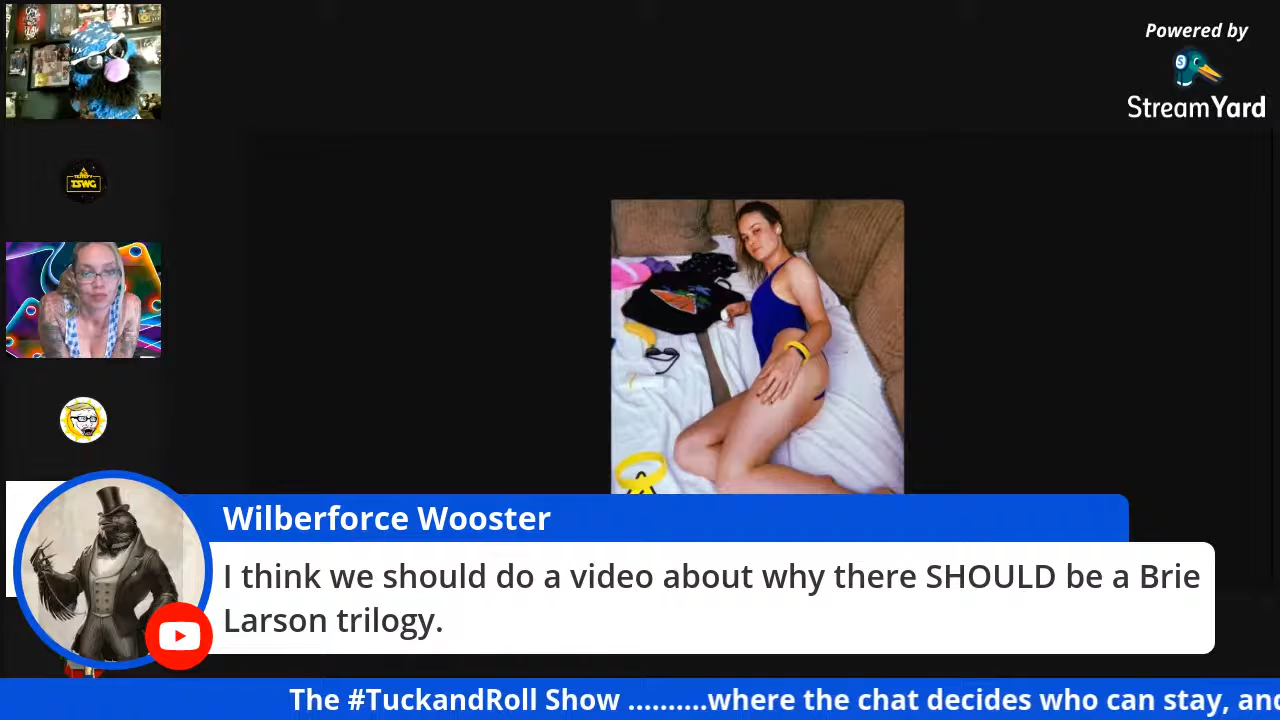 Powered by
StreamYard
TSWG
Wilberforce Wooster
I think we should do a video about why there SHOULD be a Brie
Larson trilogy.
The #TuckandRoll Show ..........where the chat decides who can stay, and